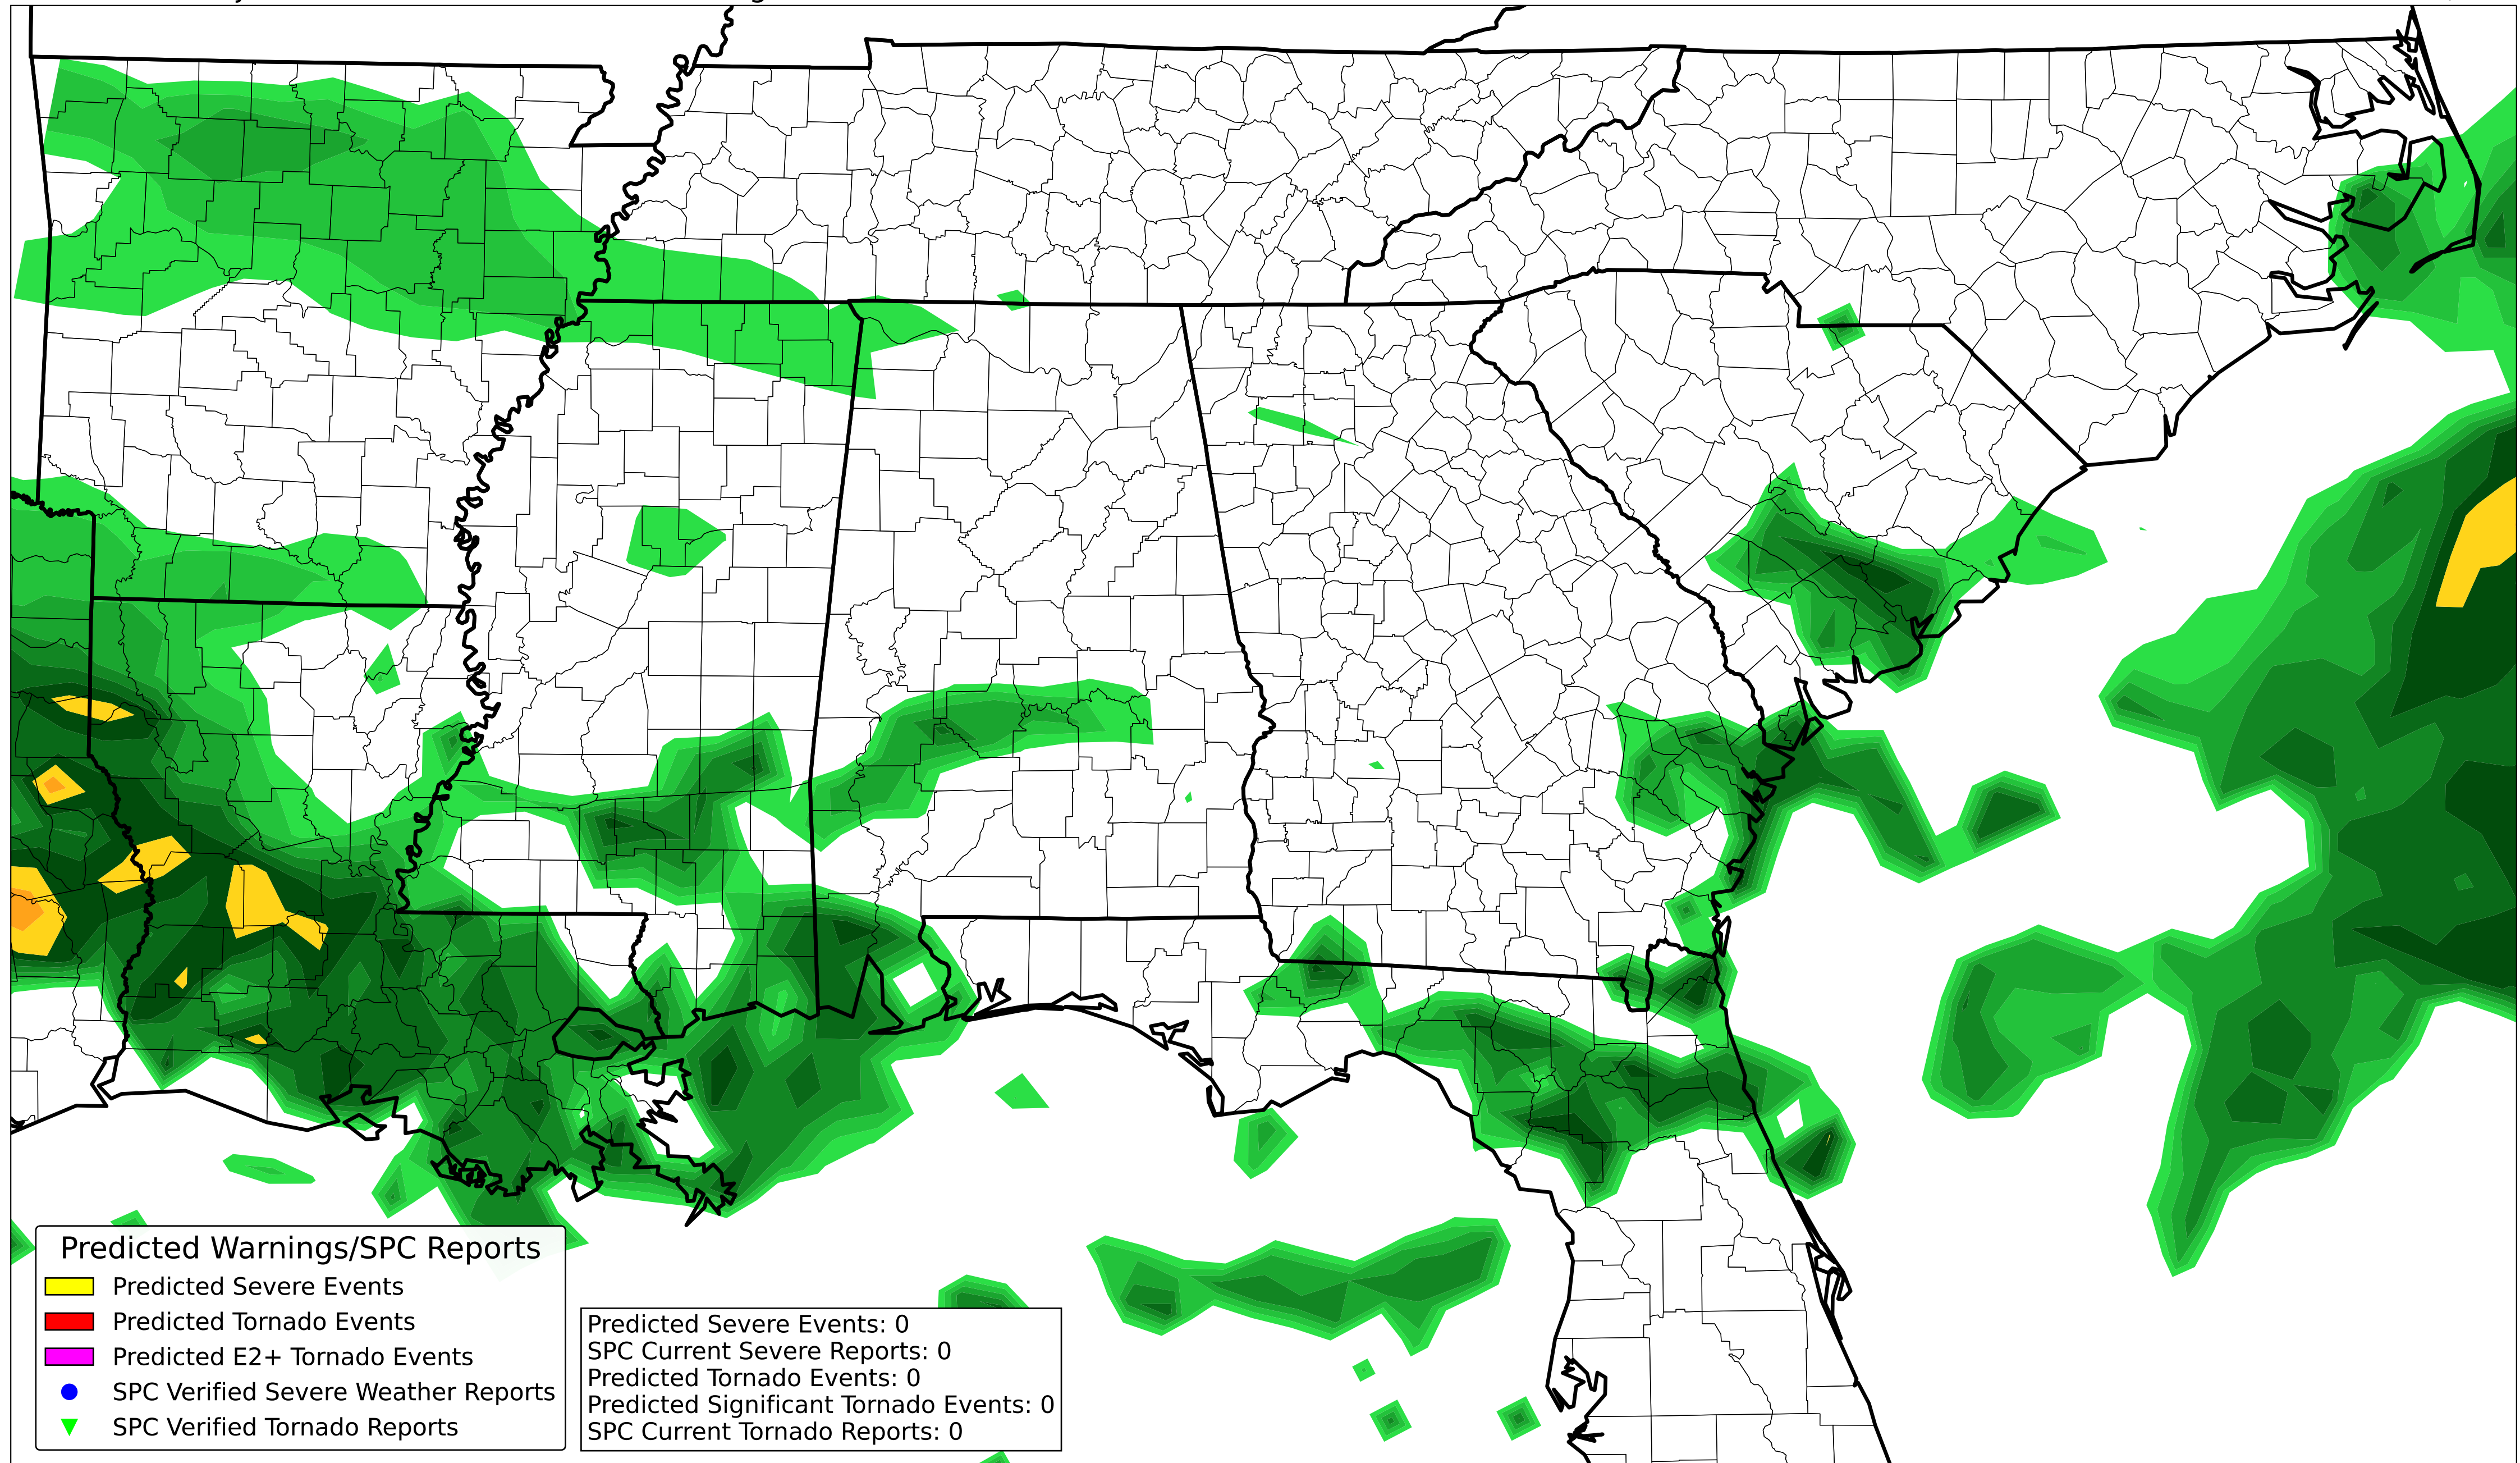 Predicted Warnings/SPC Reports
Predicted Severe Events
Predicted Tornado Events
Predicted E2+ Tornado Events
SPC Verified Severe Weather Reports
SPC Verified Tornado Reports
Predicted Severe Events: 0
SPC Current Severe Reports: 0
Predicted Tornado Events: 0
Predicted Significant Tornado Events: 0
SPC Current Tornado Reports: 0